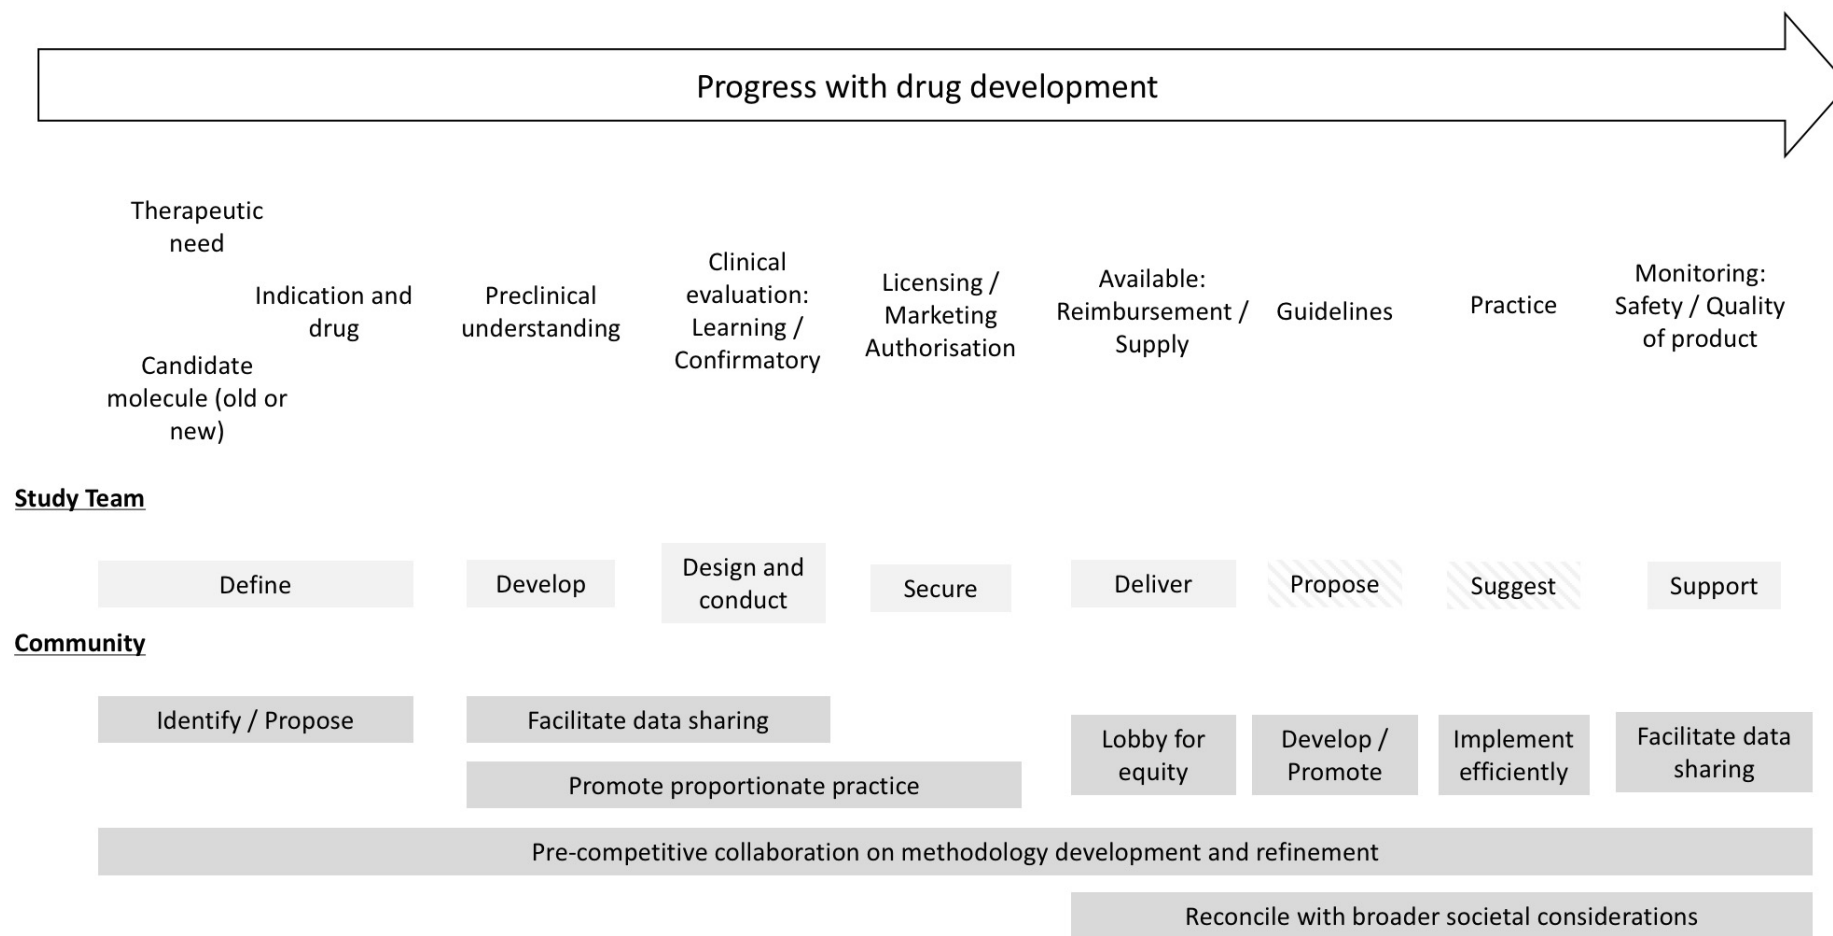 Progress with drug development
Therapeutic
need
Indication and
drug
Candidate
molecule (old or
new)
Preclinical
understanding
Clinical
evaluation:
Learning /
Confirmatory
Licensing /
Marketing
Authorisation
Available:
Reimbursement /
Supply
Guidelines
Practice
Monitoring:
Safety / Quality
of product
Study Team
Define
Develop
Design and
conduct
Secure
Deliver
Propose
Suggest
Support
Community
Identify / Propose
Facilitate data sharing
Promote proportionate practice
Lobby for
equity
Develop /
Promote
Implement
efficiently
Facilitate data
sharing
Pre-competitive collaboration on methodology development and refinement
Reconcile with broader societal considerations